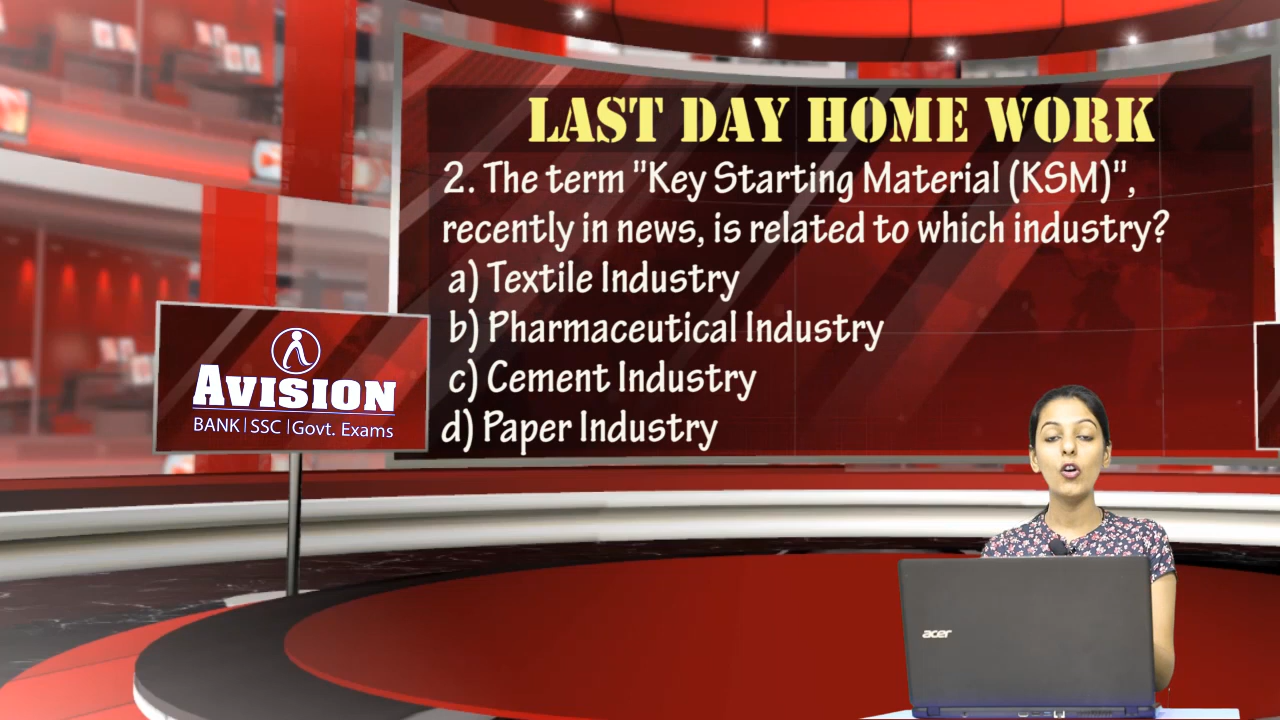 LAST DAY HOME WORK
2. The term "Key Starting Material (KSM)",
recently in news, is related to which industry?
a) Textile Industry
b) Pharmaceutical Industry
c) Cement Industry
d) Paper Industry
AVISION
BANK|SSC|Govt. Exams
acer